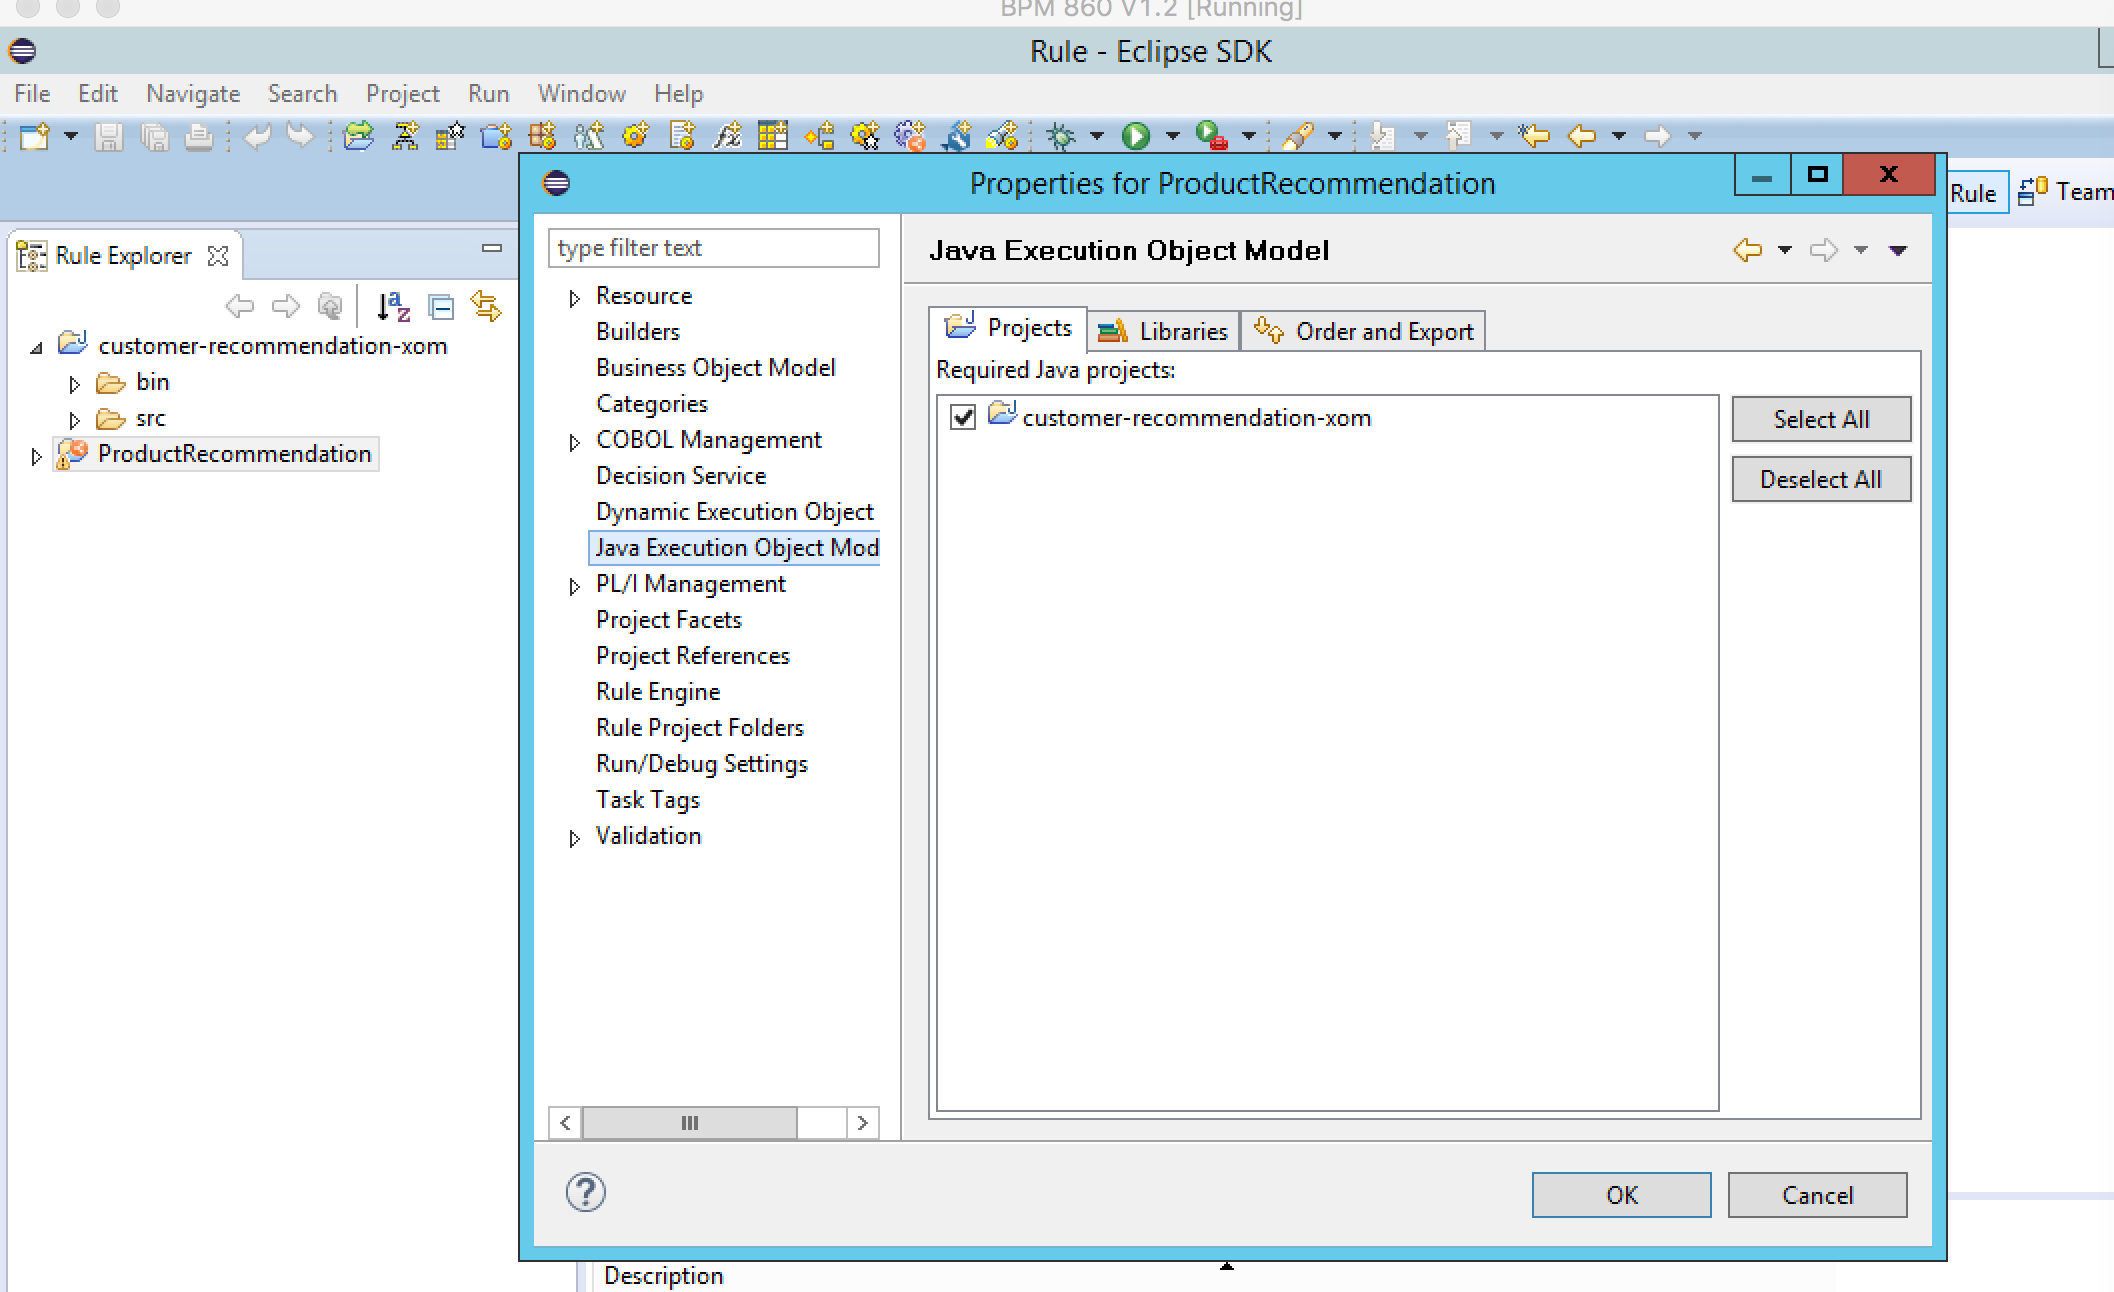 BPM 860 V1.2 [Running]
Rule - Eclipse SDK
File Edit Navigate Search Project Run Window Help
Properties for ProductRecommendation
Rule Team
Rule Explorer
customer-recommendation-xom
bin
src
ProductRecommendation
type filter text
Resource
Builders
Business Object Model
Categories
COBOL Management
Decision Service
Dynamic Execution Object
Java Execution Object Mod
PL/I Management
Project Facets
Project References
Rule Engine
Rule Project Folders
Run/Debug Settings
Task Tags
Validation
Java Execution Object Model
Projects Libraries Order and Export
Required Java projects:
customer-recommendation-xom
Select All
Deselect All
OK Cancel
Description